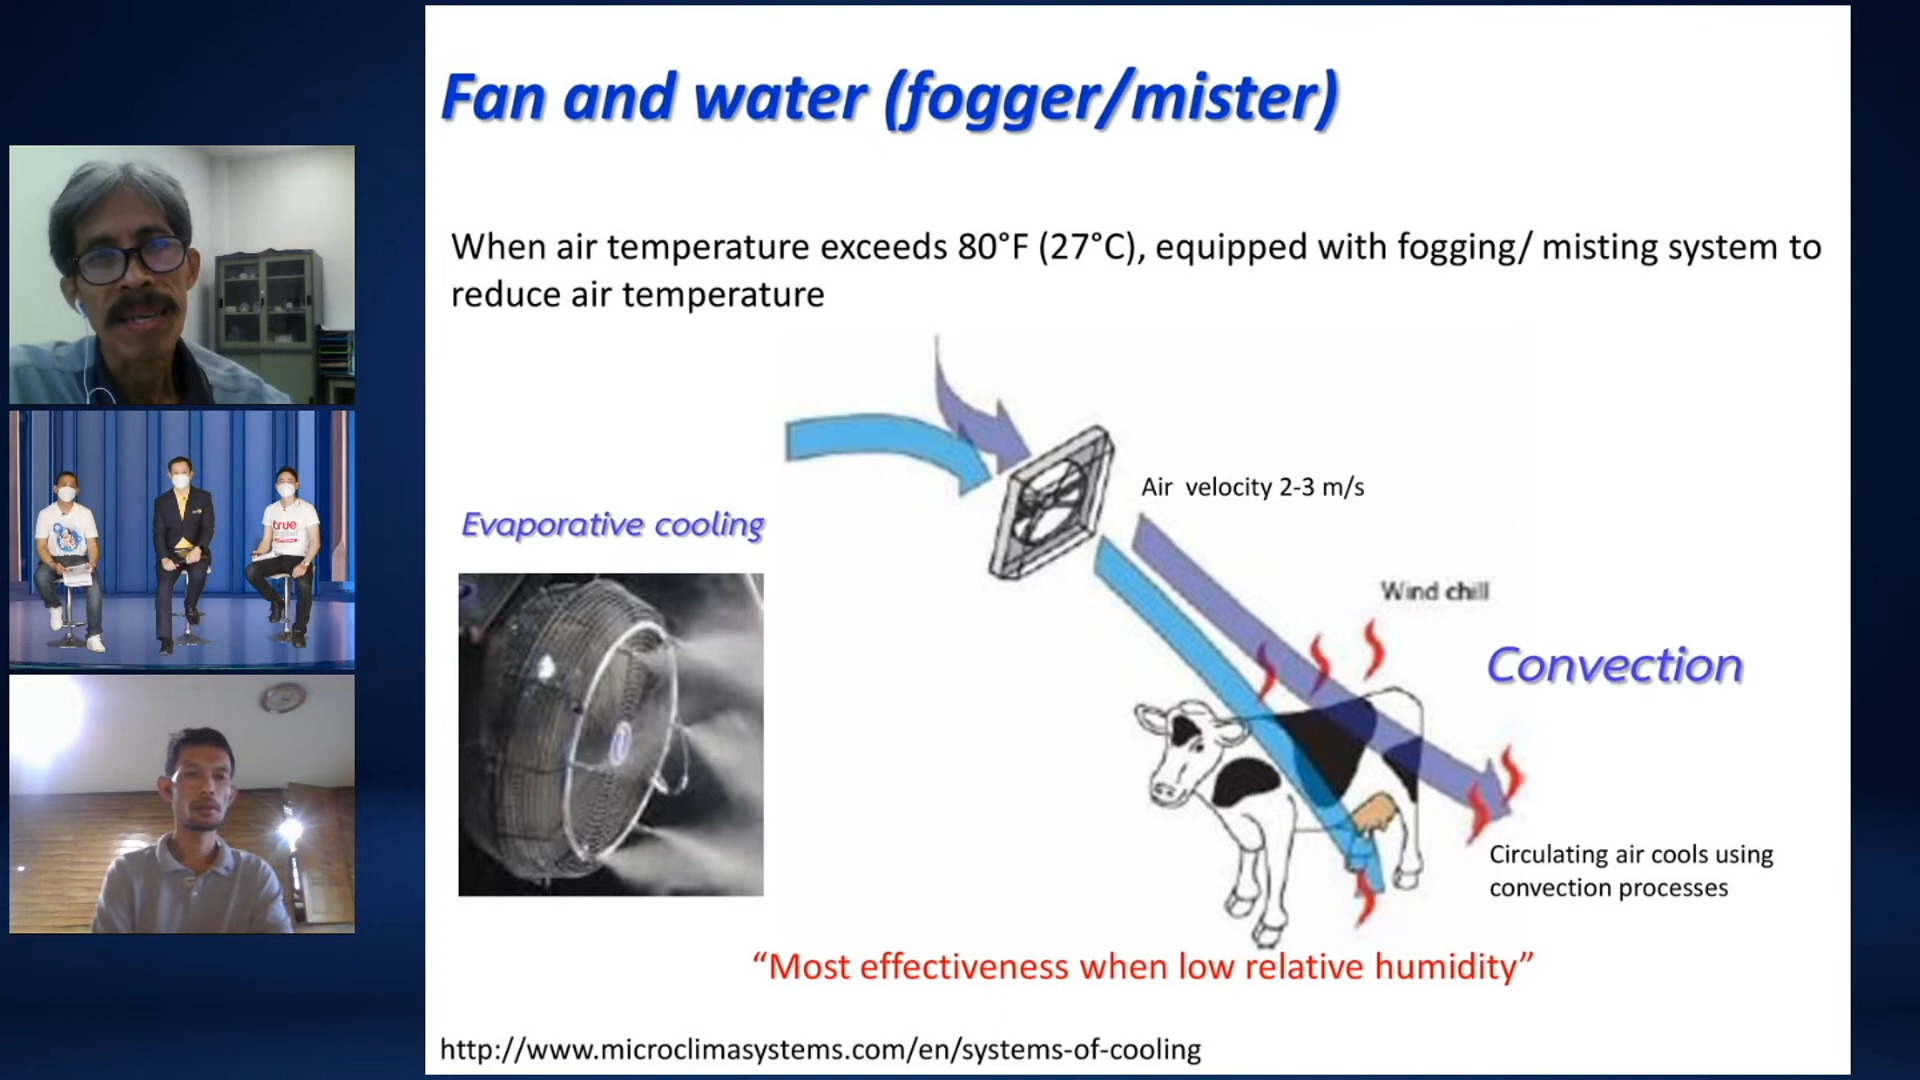 Fan and water (fogger/mister)
When air temperature exceeds 80°F (27°C), equipped with fogging/ misting system to
reduce air temperature
Air velocity 2-3 m/s
Evaporative cooling
Wind chill
Convection
Circulating air cools using
convection processes
“Most effectiveness when low relative humidity”
http://www.microclimasystems.com/en/systems-of-cooling
true